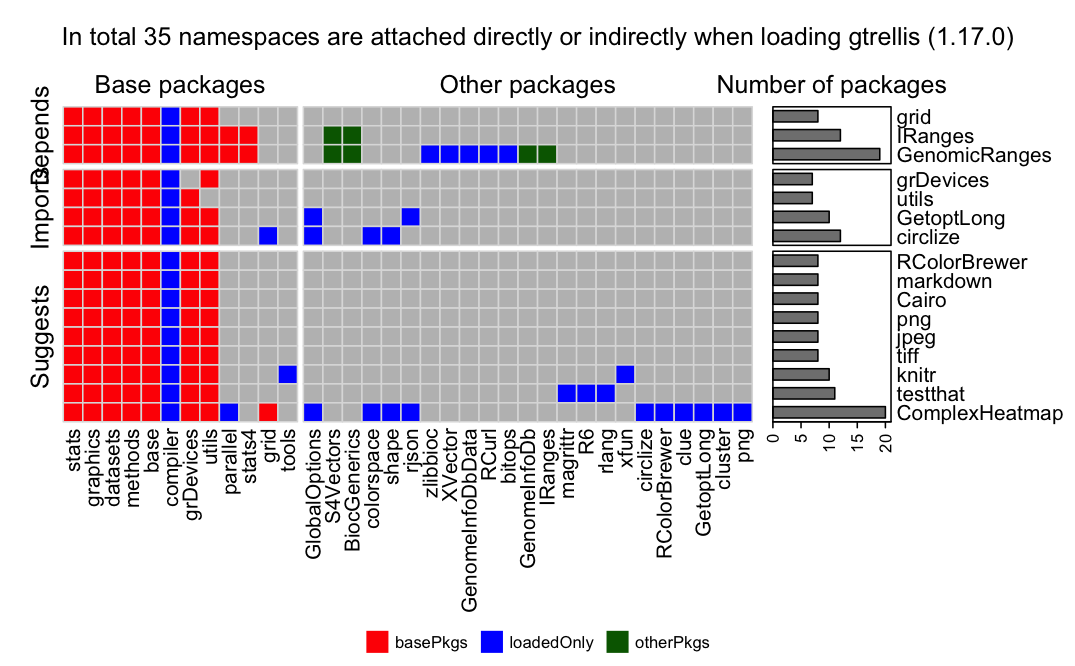 In total 35 namespaces are attached directly or indirectly when loading gtrellis (1.17.0)
Base packages
Other packages
Number of packages
Depends
Imports
Suggests
grid
IRanges
GenomicRanges
grDevices
utils
GetoptLong
circlize
RColorBrewer
markdown
Cairo
png
jpeg
tiff
knitr
testthat
ComplexHeatmap
0
5
10
15
20
stats
graphics
datasets
methods
base
compiler
grDevices
utils
parallel
stats4
grid
tools
GlobalOptions
S4Vectors
BiocGenerics
colorspace
shape
rjson
zlibbioc
XVector
GenomeInfoDbData
RCurl
bitops
GenomeInfoDb
IRanges
magrittr
R6
rlang
xfun
circlize
RColorBrewer
clue
GetoptLong
cluster
png
basePkgs
loadedOnly
otherPkgs